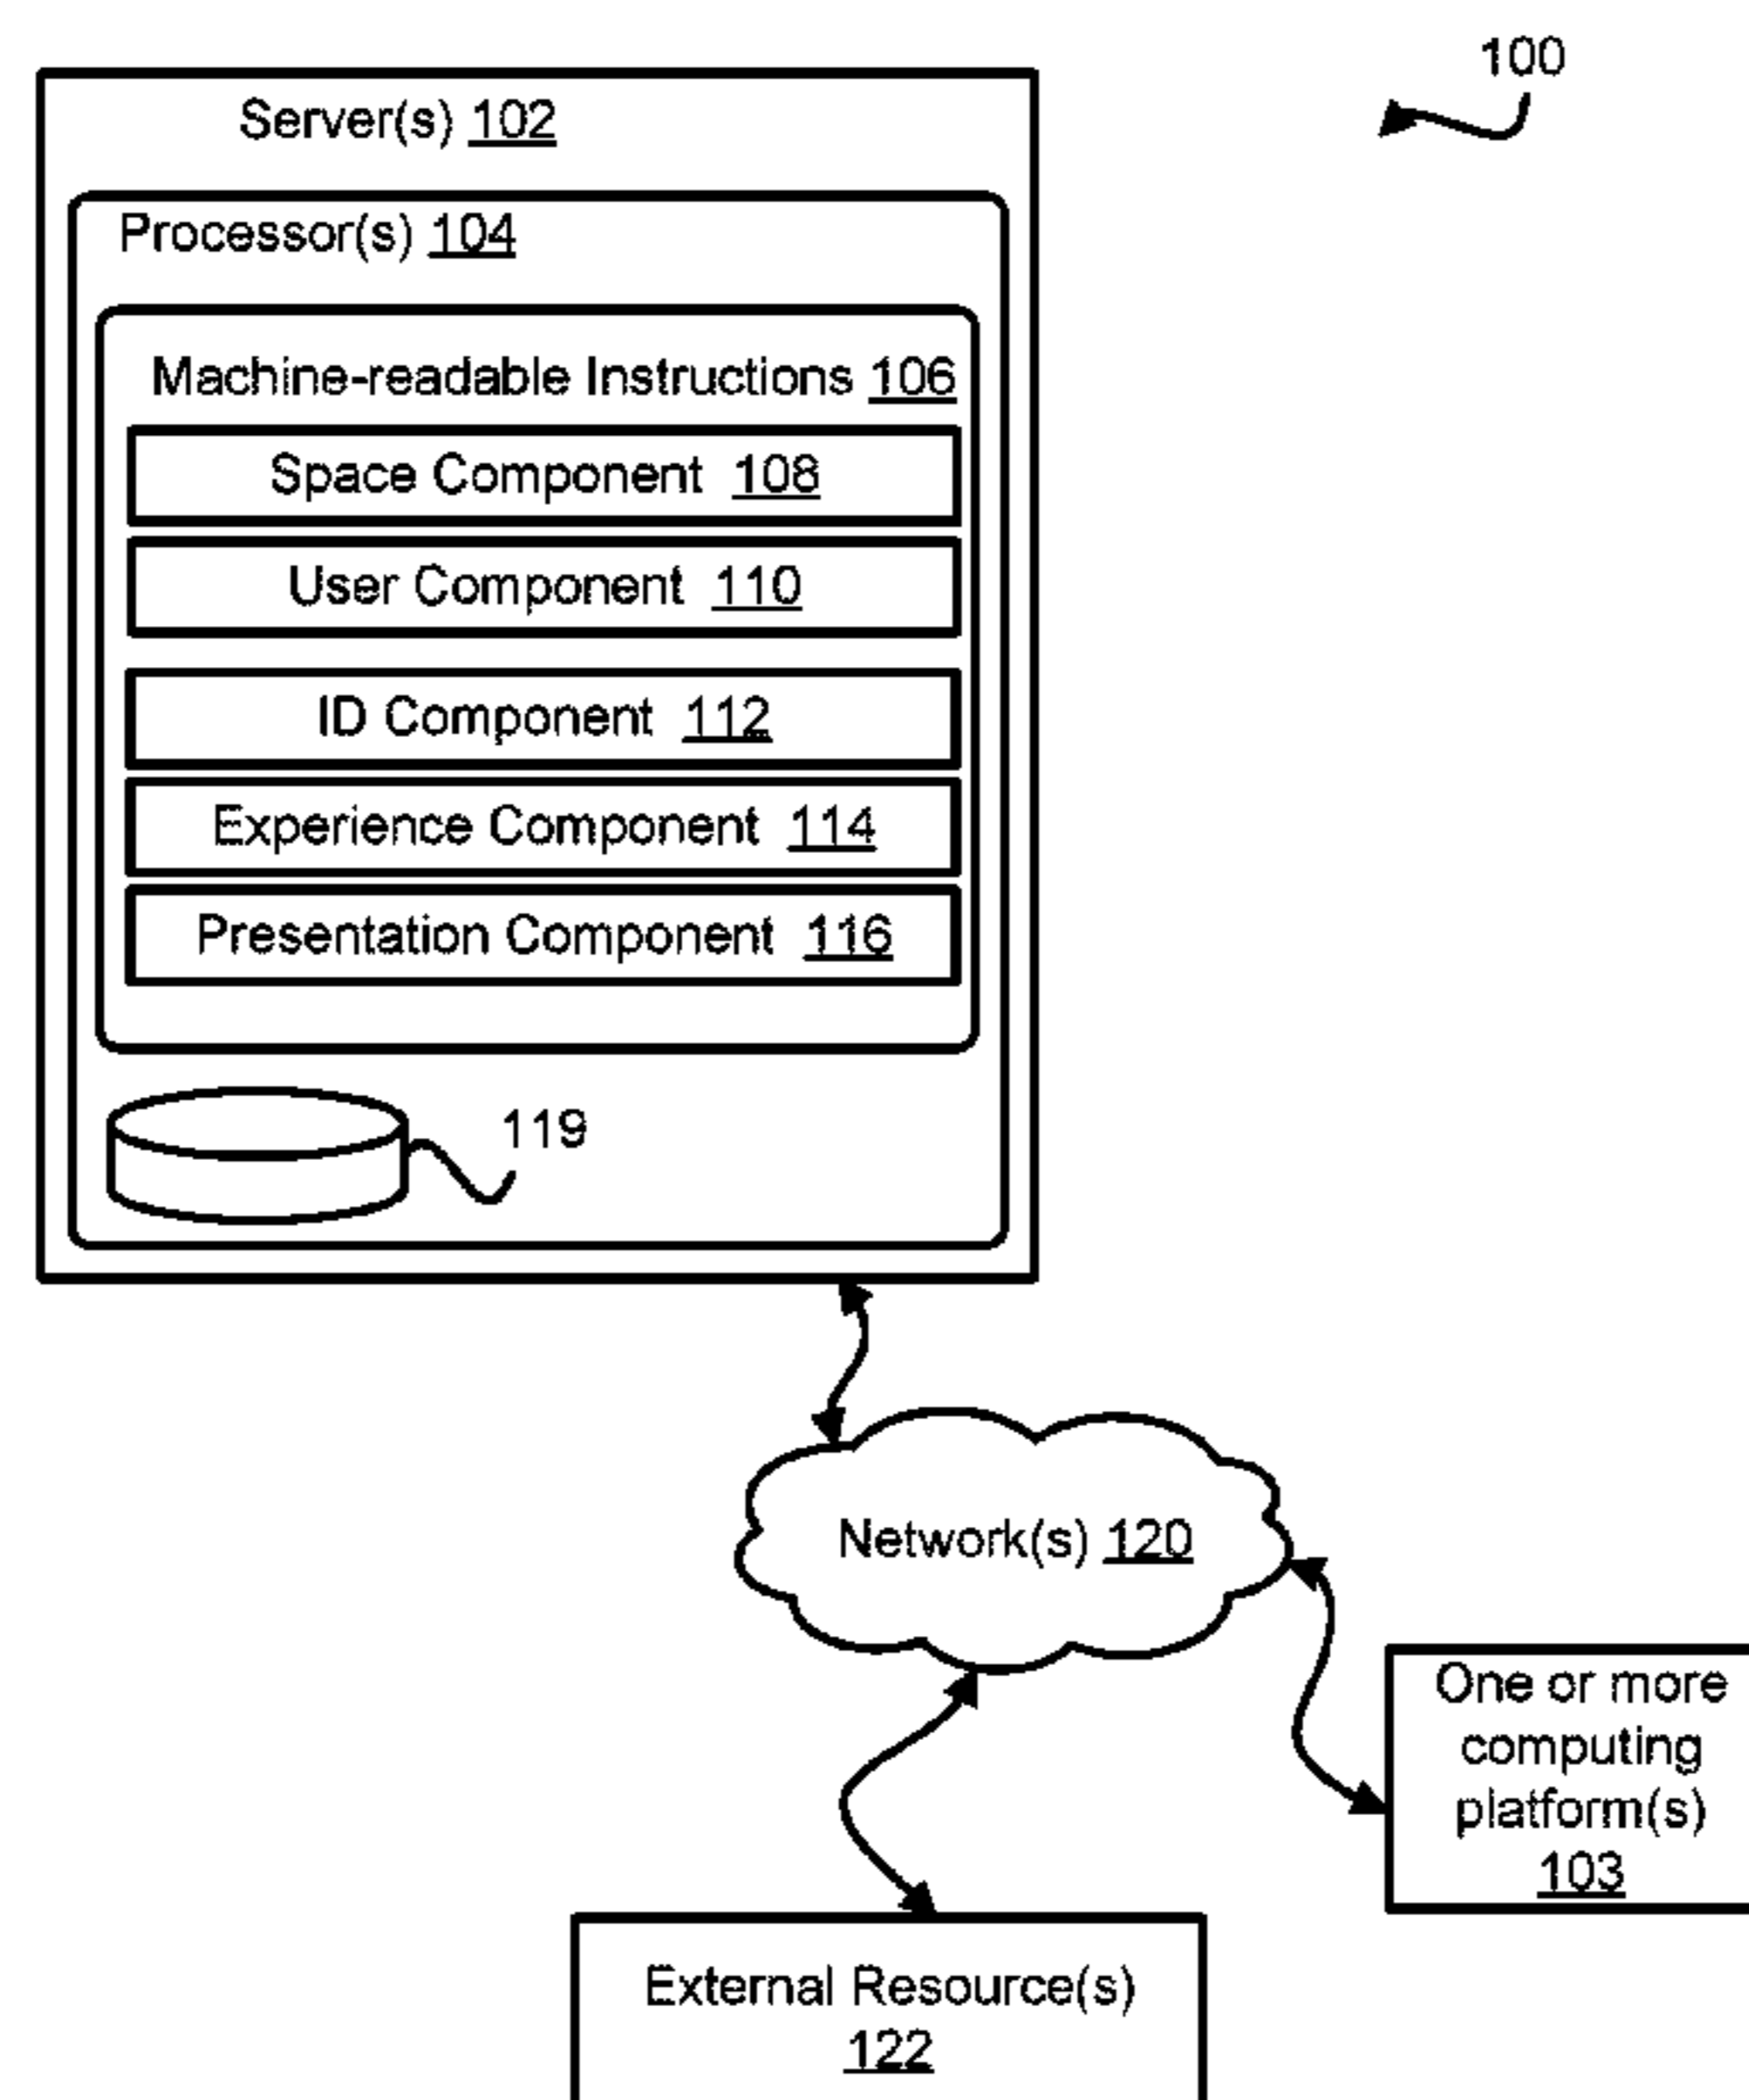 100
Server(s) 102
Processor(s) 104
Machine-readable Instructions 106
Space Component 108
User Component 110
ID Component 112
Experience Component 114
Presentation Component 116
119
Network(s) 120
One or more
computing
platform(s)
103
External Resource(s)
122